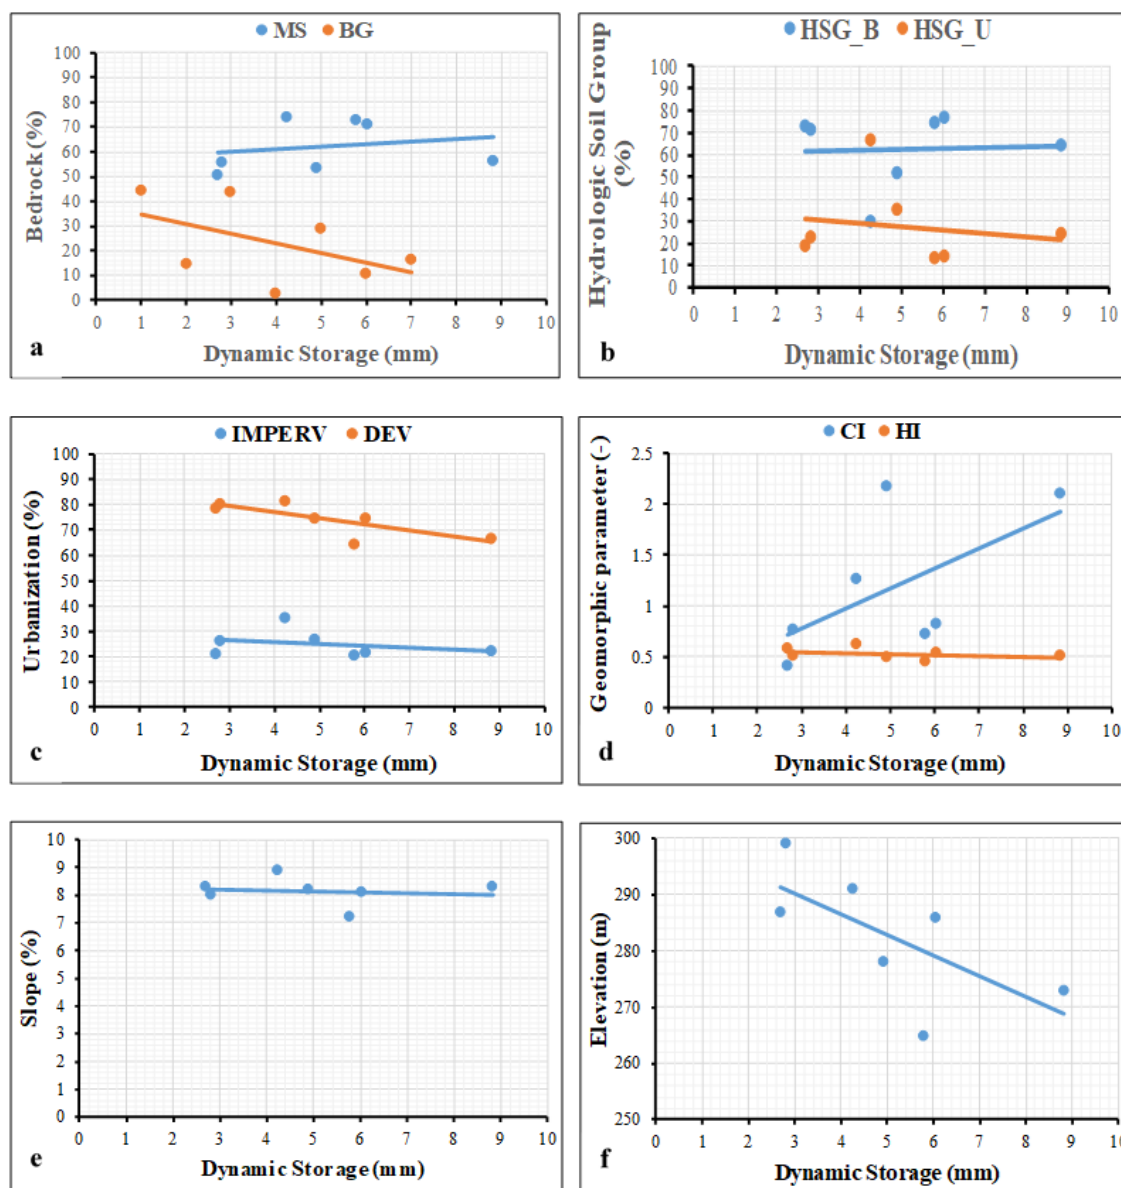 MS BG
Bedrock (%)
100
90
80
70
60
50
40
30
20
10
0
0 1 2 3 4 5 6 7 8 9 10
Dynamic Storage (mm)
a
HSG_B HSG_U
Hydrologic Soil Group
(%)
100
90
80
70
60
50
40
30
20
10
0
0 1 2 3 4 5 6 7 8 9 10
Dynamic Storage (mm)
b
IMPERV DEV
Urbanization (%)
100
90
80
70
60
50
40
30
20
10
0
0 1 2 3 4 5 6 7 8 9 10
Dynamic Storage (mm)
c
CI HI
Geomorphic parameter (-)
2.5
2
1.5
1
0.5
0
0 1 2 3 4 5 6 7 8 9 10
Dynamic Storage (mm)
d
Slope (%)
10
9
8
7
6
5
4
3
2
1
0
0 1 2 3 4 5 6 7 8 9 10
Dynamic Storage (mm)
e
Elevation (m)
300
290
280
270
260
250
0 1 2 3 4 5 6 7 8 9 10
Dynamic Storage (mm)
f